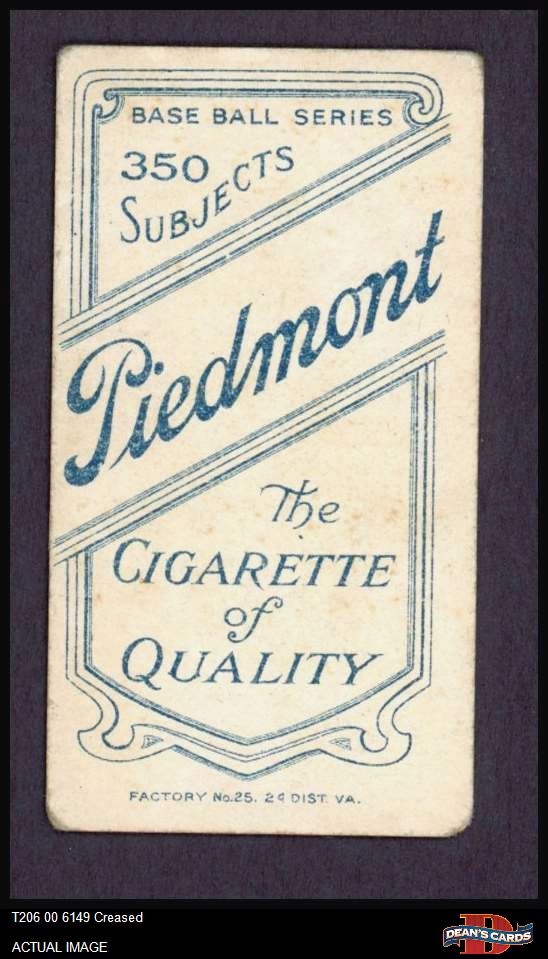 BASE BALL SERIES
350
SUBJECTS
Piedmont
The
CIGARETTE
of
QUALITY
FACTORY No.25. 2d DIST. VA.
T206 00 6149 Creased
ACTUAL IMAGE
D
DEAN'S CARDS